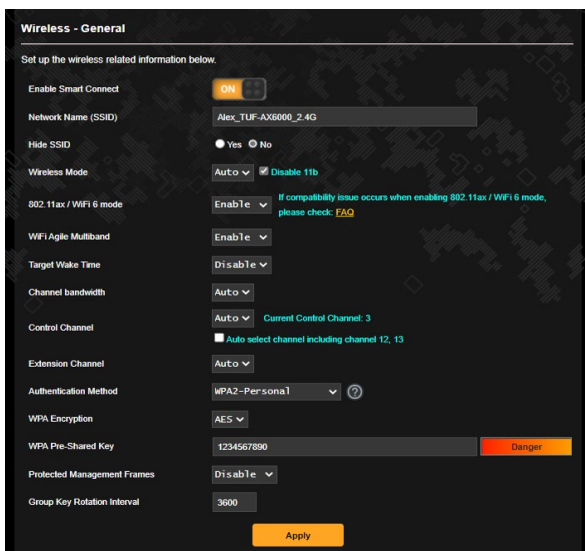 Wireless - General
Set up the wireless related information below.
Enable Smart Connect ON
Network Name (SSID) Alex_TUF-AX6000_2.4G
Hide SSID Yes No
Wireless Mode Auto Disable 11b
802.11ax / WiFi 6 mode Enable If compatibility issue occurs when enabling 802.11ax / WiFi 6 mode,
please check: FAQ
WiFi Agile Multiband Enable
Target Wake Time Disable
Channel bandwidth Auto
Control Channel Auto Current Control Channel: 3
Auto select channel including channel 12, 13
Extension Channel Auto
Authentication Method WPA2-Personal ?
WPA Encryption AES
WPA Pre-Shared Key 1234567890 Danger
Protected Management Frames Disable
Group Key Rotation Interval 3600
Apply